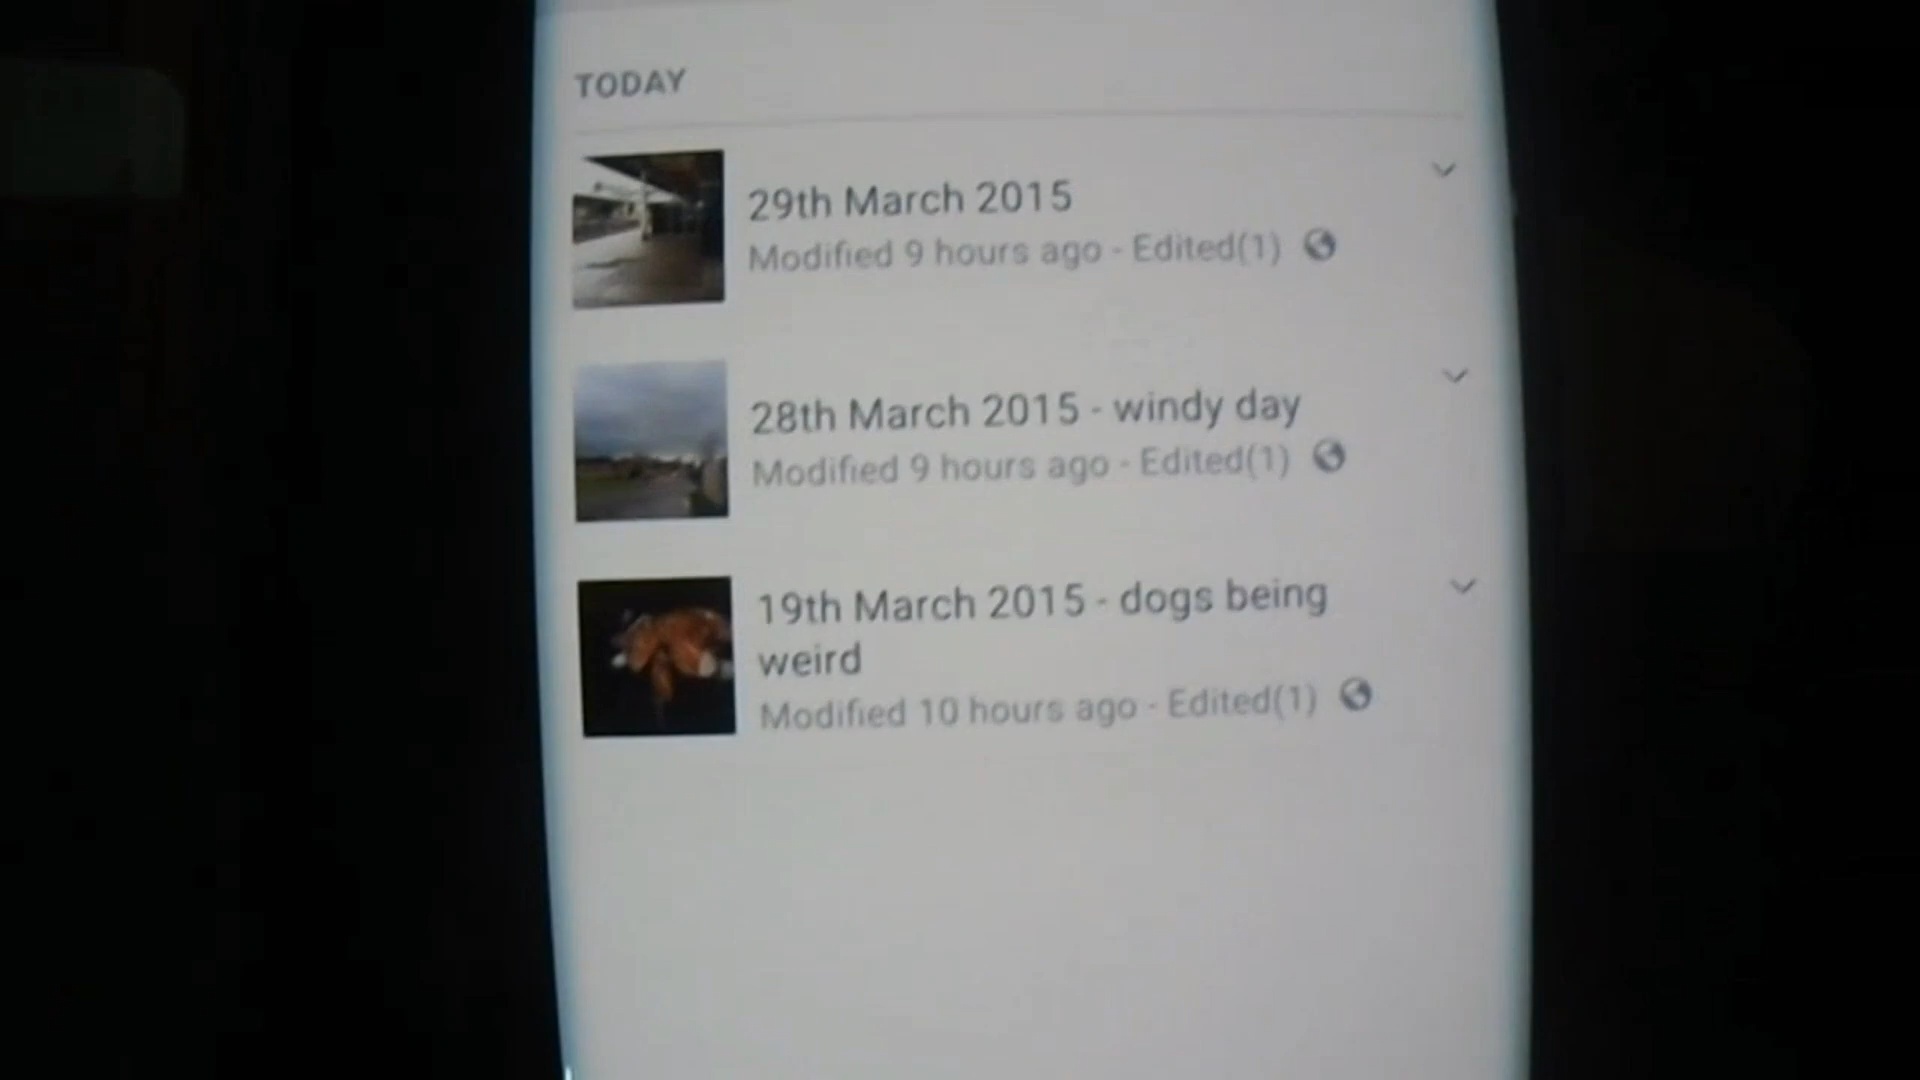 TODAY
29th March 2015
Modified 9 hours ago - Edited(1)
28th March 2015 - windy day
Modified 9 hours ago - Edited(1)
19th March 2015 - dogs being
weird
Modified 10 hours ago - Edited(1)